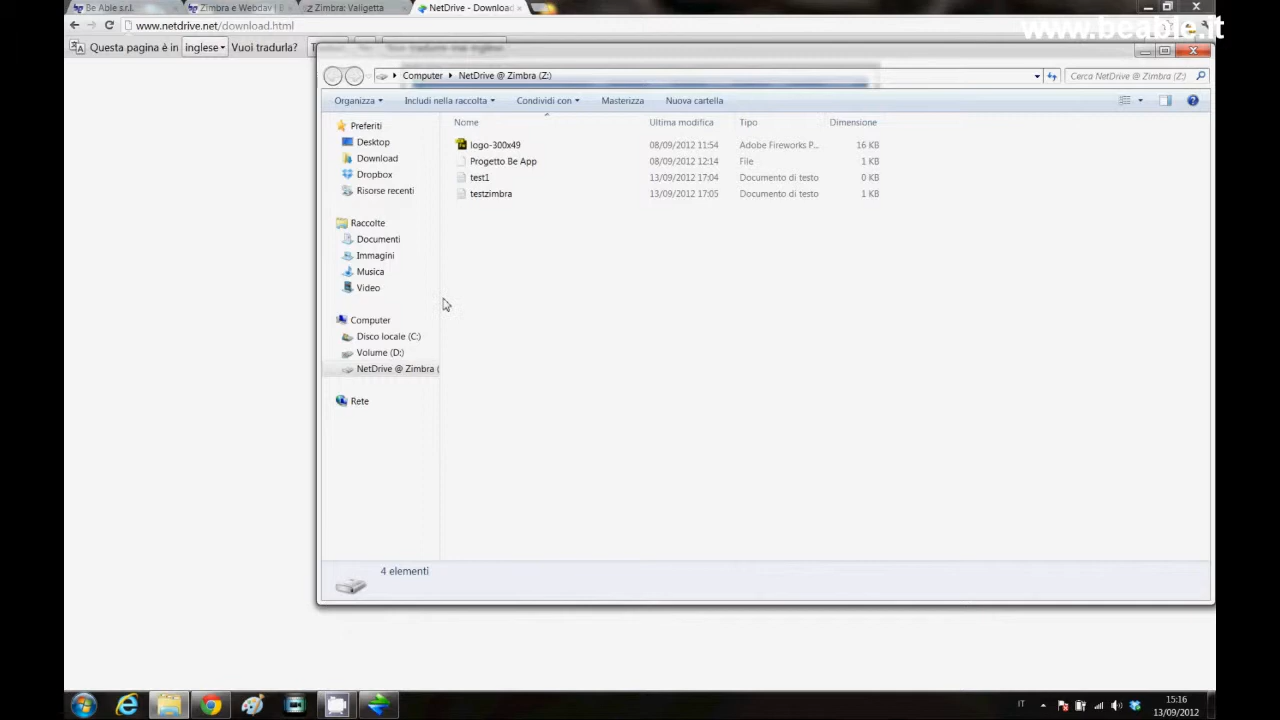 Be Able s.r.l.
Zimbra e Webdav | B
Zimbra: Valigetta
NetDrive - Download
www.netdrive.net/download.html
www.beable.it
Questa pagina è in
inglese
Vuoi tradurla?
Computer
NetDrive @ Zimbra (Z:)
Cerca NetDrive @ Zimbra (Z:)
Organizza
Includi nella raccolta
Condividi con
Masterizza
Nuova cartella
Preferiti
Desktop
Download
Dropbox
Risorse recenti
Raccolte
Documenti
Immagini
Musica
Video
Computer
Disco locale (C:)
Volume (D:)
NetDrive @ Zimbra (
Rete
Nome Ultima modifica Tipo Dimensione
logo-300x49 08/09/2012 11:54 Adobe Fireworks P... 16 KB
Progetto Be App 08/09/2012 12:14 File 1 KB
test1 13/09/2012 17:04 Documento di testo 0 KB
testzimbra 13/09/2012 17:05 Documento di testo 1 KB
4 elementi
IT
15:16
13/09/2012